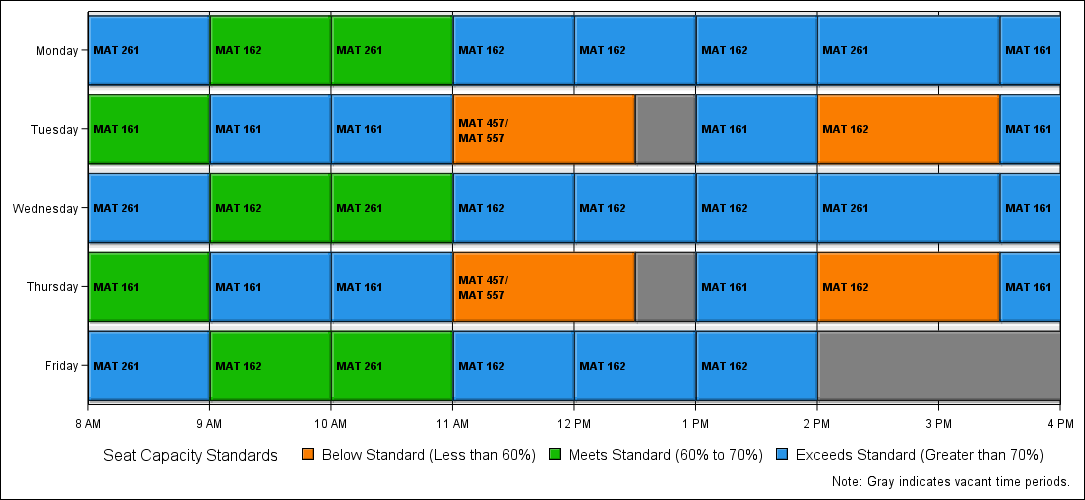 Monday
MAT 261
MAT 162
MAT 261
MAT 162
MAT 162
MAT 162
MAT 261
MAT 161
Tuesday
MAT 161
MAT 161
MAT 161
MAT 457/
MAT 557
MAT 161
MAT 162
MAT 161
Wednesday
MAT 261
MAT 162
MAT 261
MAT 162
MAT 162
MAT 162
MAT 261
MAT 161
Thursday
MAT 161
MAT 161
MAT 161
MAT 457/
MAT 557
MAT 161
MAT 162
MAT 161
Friday
MAT 261
MAT 162
MAT 261
MAT 162
MAT 162
MAT 162
8 AM 9 AM 10 AM 11 AM 12 PM 1 PM 2 PM 3 PM 4 PM
Seat Capacity Standards Below Standard (Less than 60%) Meets Standard (60% to 70%) Exceeds Standard (Greater than 70%)
Note: Gray indicates vacant time periods.